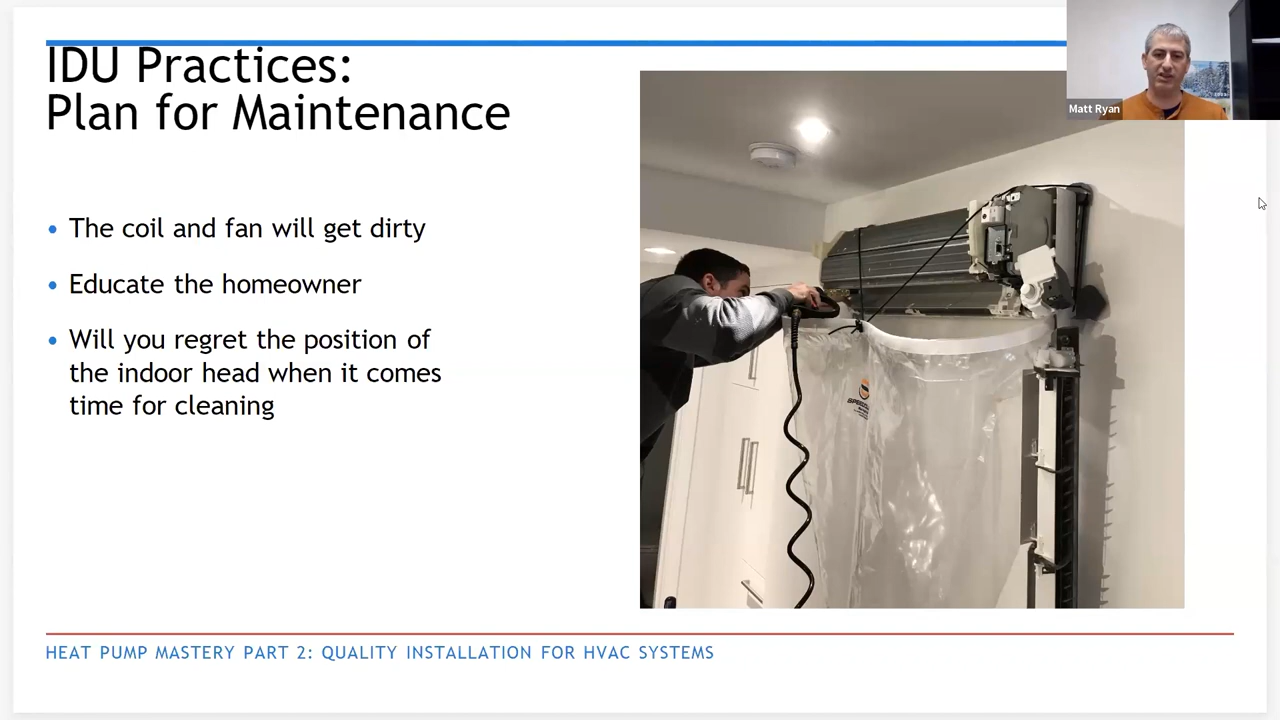 IDU Practices:
Plan for Maintenance
Matt Ryan
• The coil and fan will get dirty
• Educate the homeowner
• Will you regret the position of
the indoor head when it comes
time for cleaning
HEAT PUMP MASTERY PART 2: QUALITY INSTALLATION FOR HVAC SYSTEMS